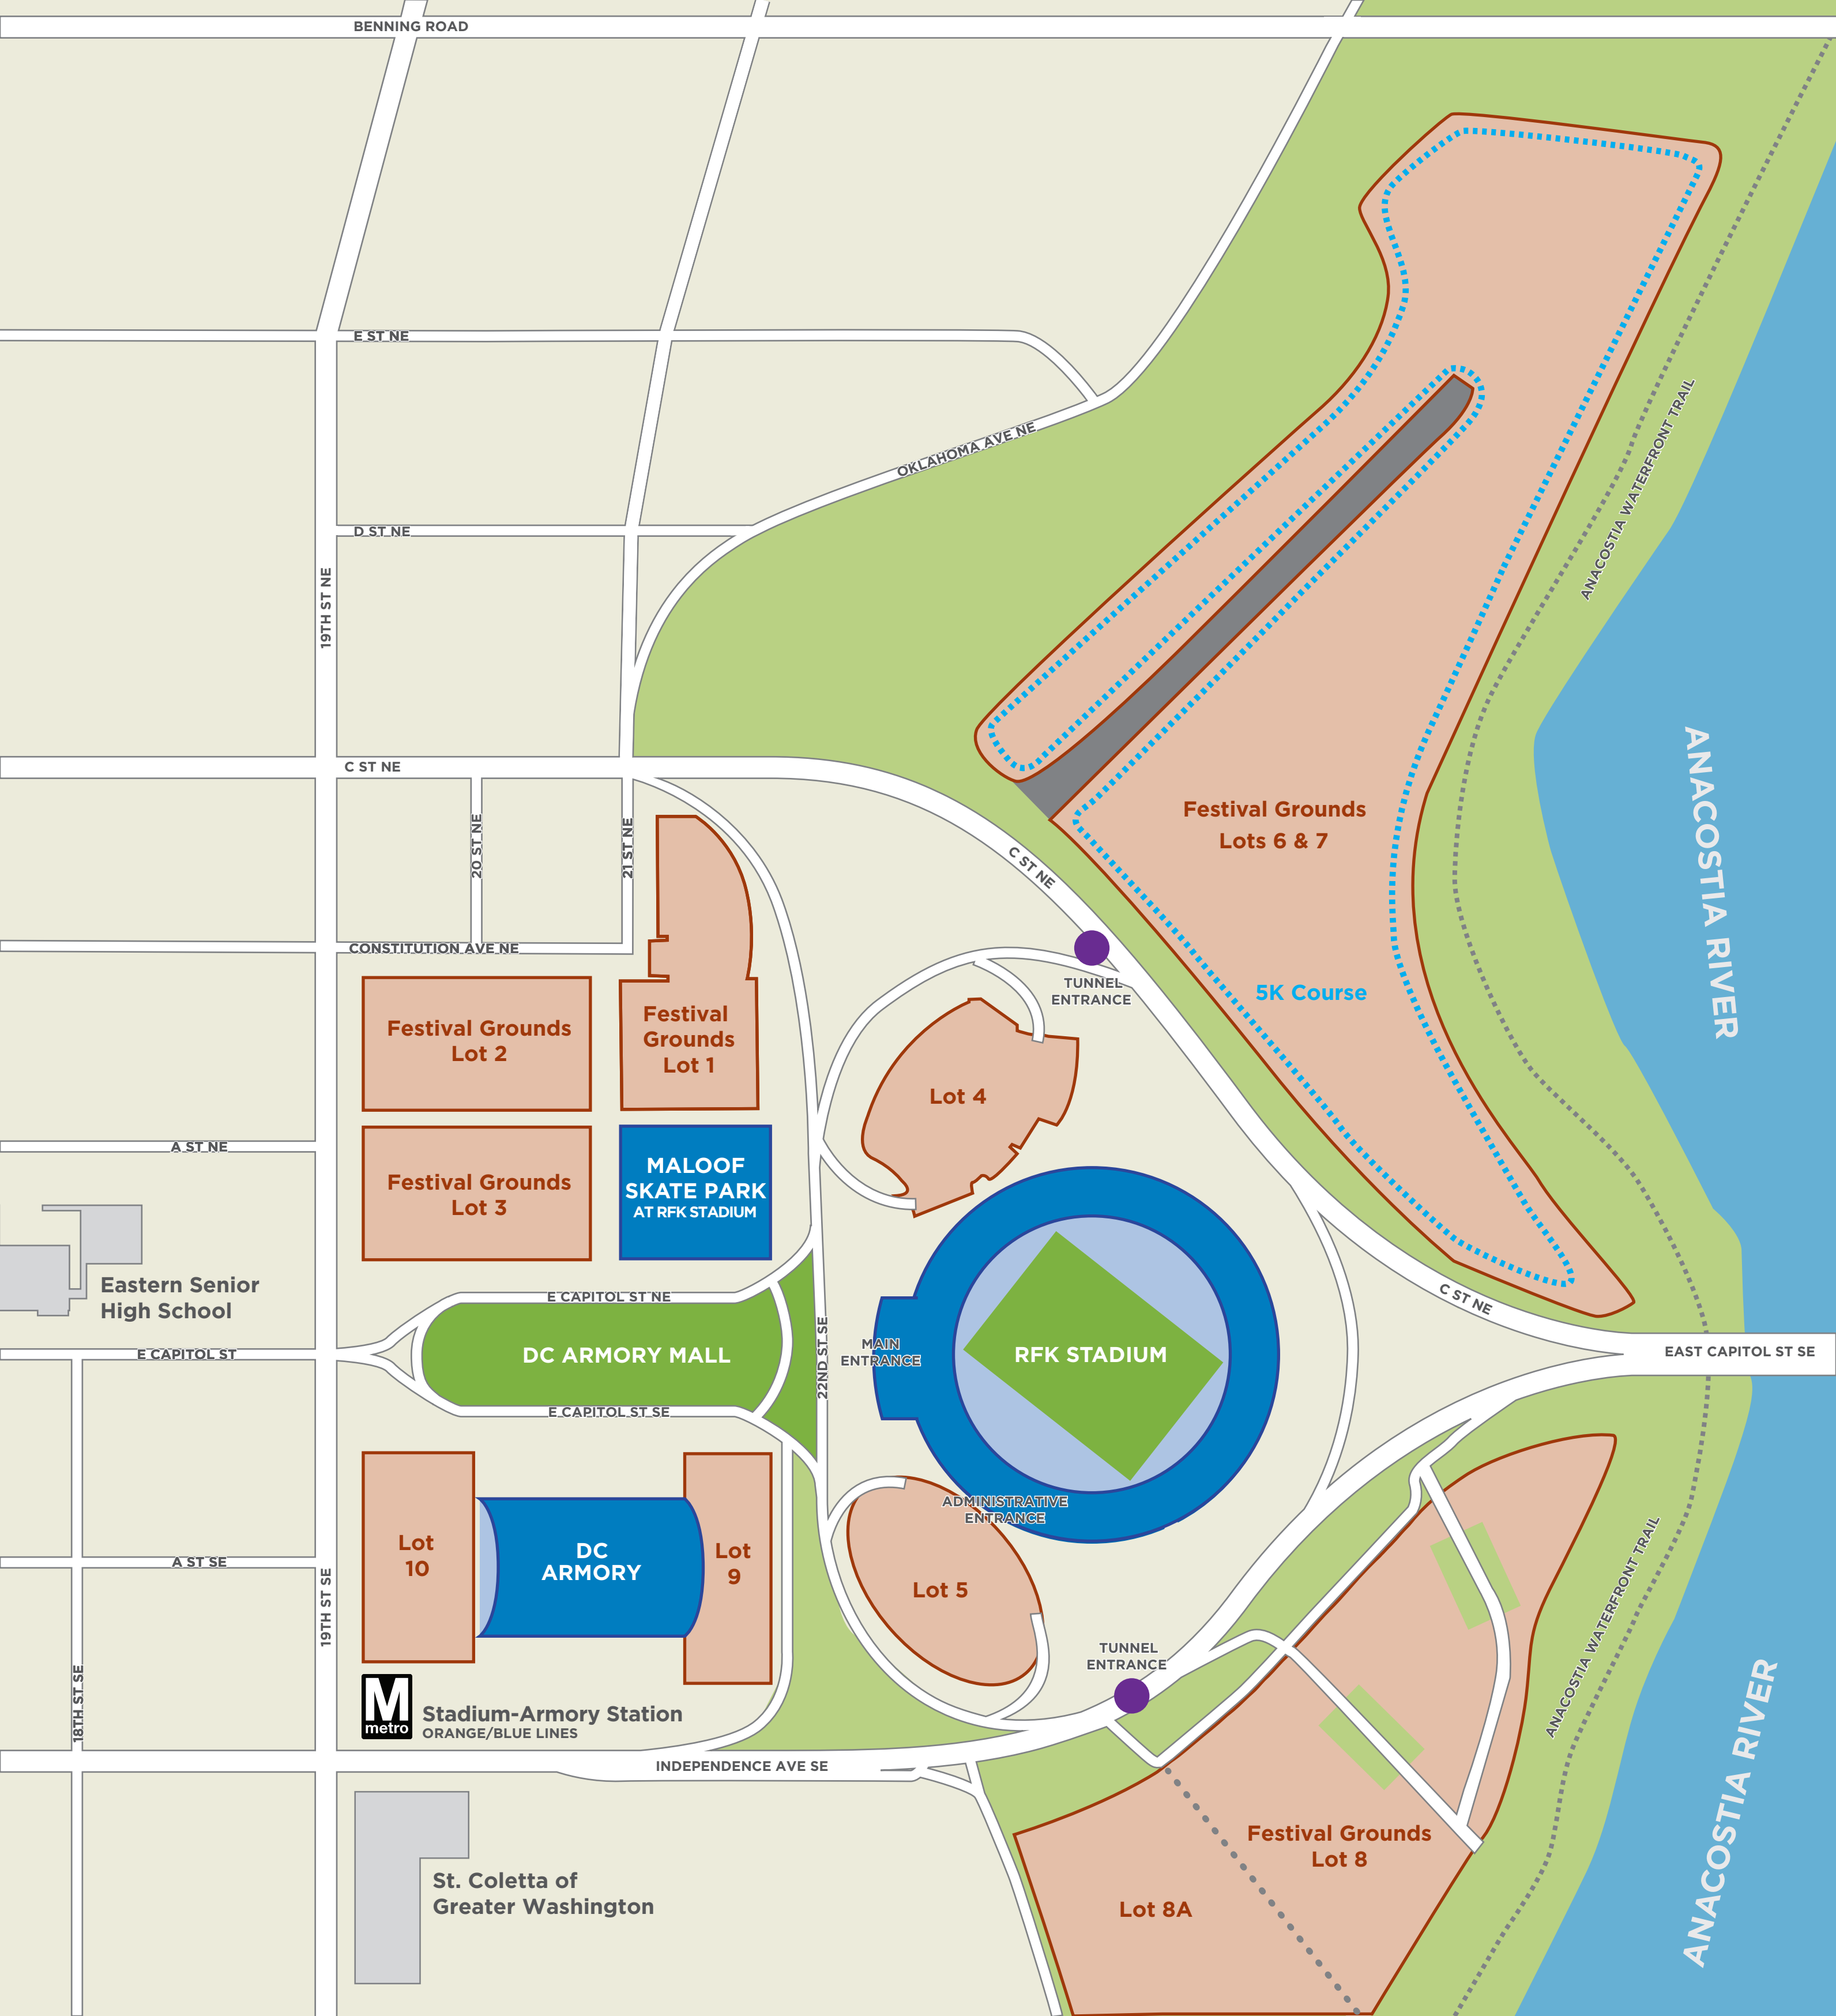 BENNING ROAD
E ST NE
OKLAHOMA AVE NE
ANACOSTIA WATERFRONT TRAIL
D ST NE
19TH ST NE
C ST NE
ANACOSTIA RIVER
Festival Grounds
Lots 6 & 7
20 ST NE
21 ST NE
C ST NE
CONSTITUTION AVE NE
TUNNEL
ENTRANCE
5K Course
Festival Grounds
Lot 2
Festival
Grounds
Lot 1
Lot 4
A ST NE
Festival Grounds
Lot 3
MALOOF
SKATE PARK
AT RFK STADIUM
Eastern Senior
High School
E CAPITOL ST NE
C ST NE
E CAPITOL ST
DC ARMORY MALL
22ND ST SE
MAIN
ENTRANCE
RFK STADIUM
EAST CAPITOL ST SE
E CAPITOL ST SE
ADMINISTRATIVE
ENTRANCE
Lot
10
DC
ARMORY
Lot
9
Lot 5
A ST SE
19TH ST SE
18TH ST SE
TUNNEL
ENTRANCE
ANACOSTIA WATERFRONT TRAIL
M
metro
Stadium-Armory Station
ORANGE/BLUE LINES
INDEPENDENCE AVE SE
ANACOSTIA RIVER
Festival Grounds
Lot 8
Lot 8A
St. Coletta of
Greater Washington